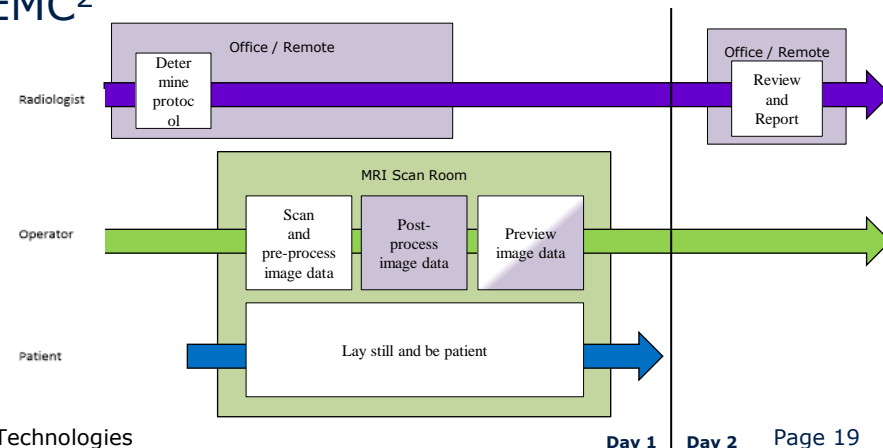 EMC²
Office / Remote
Office / Remote
Deter
mine
protoc
ol
Review
and
Report
Radiologist
MRI Scan Room
Scan
and
pre-process
image data
Post-
process
image data
Preview
image data
Operator
Lay still and be patient
Patient
Technologies
Day 1
Day 2
Page 19